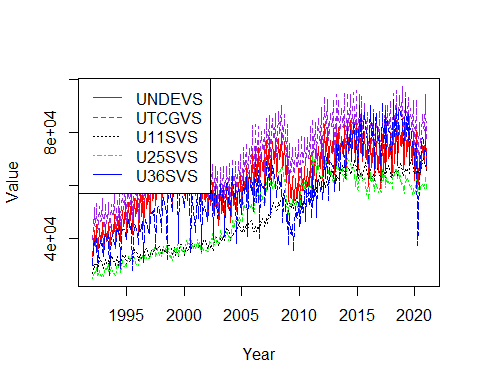 UNDEVS
UTCGVS
U11SVS
U25SVS
U36SVS
8e+04
4e+04
Value
1995 2000 2005 2010 2015 2020
Year